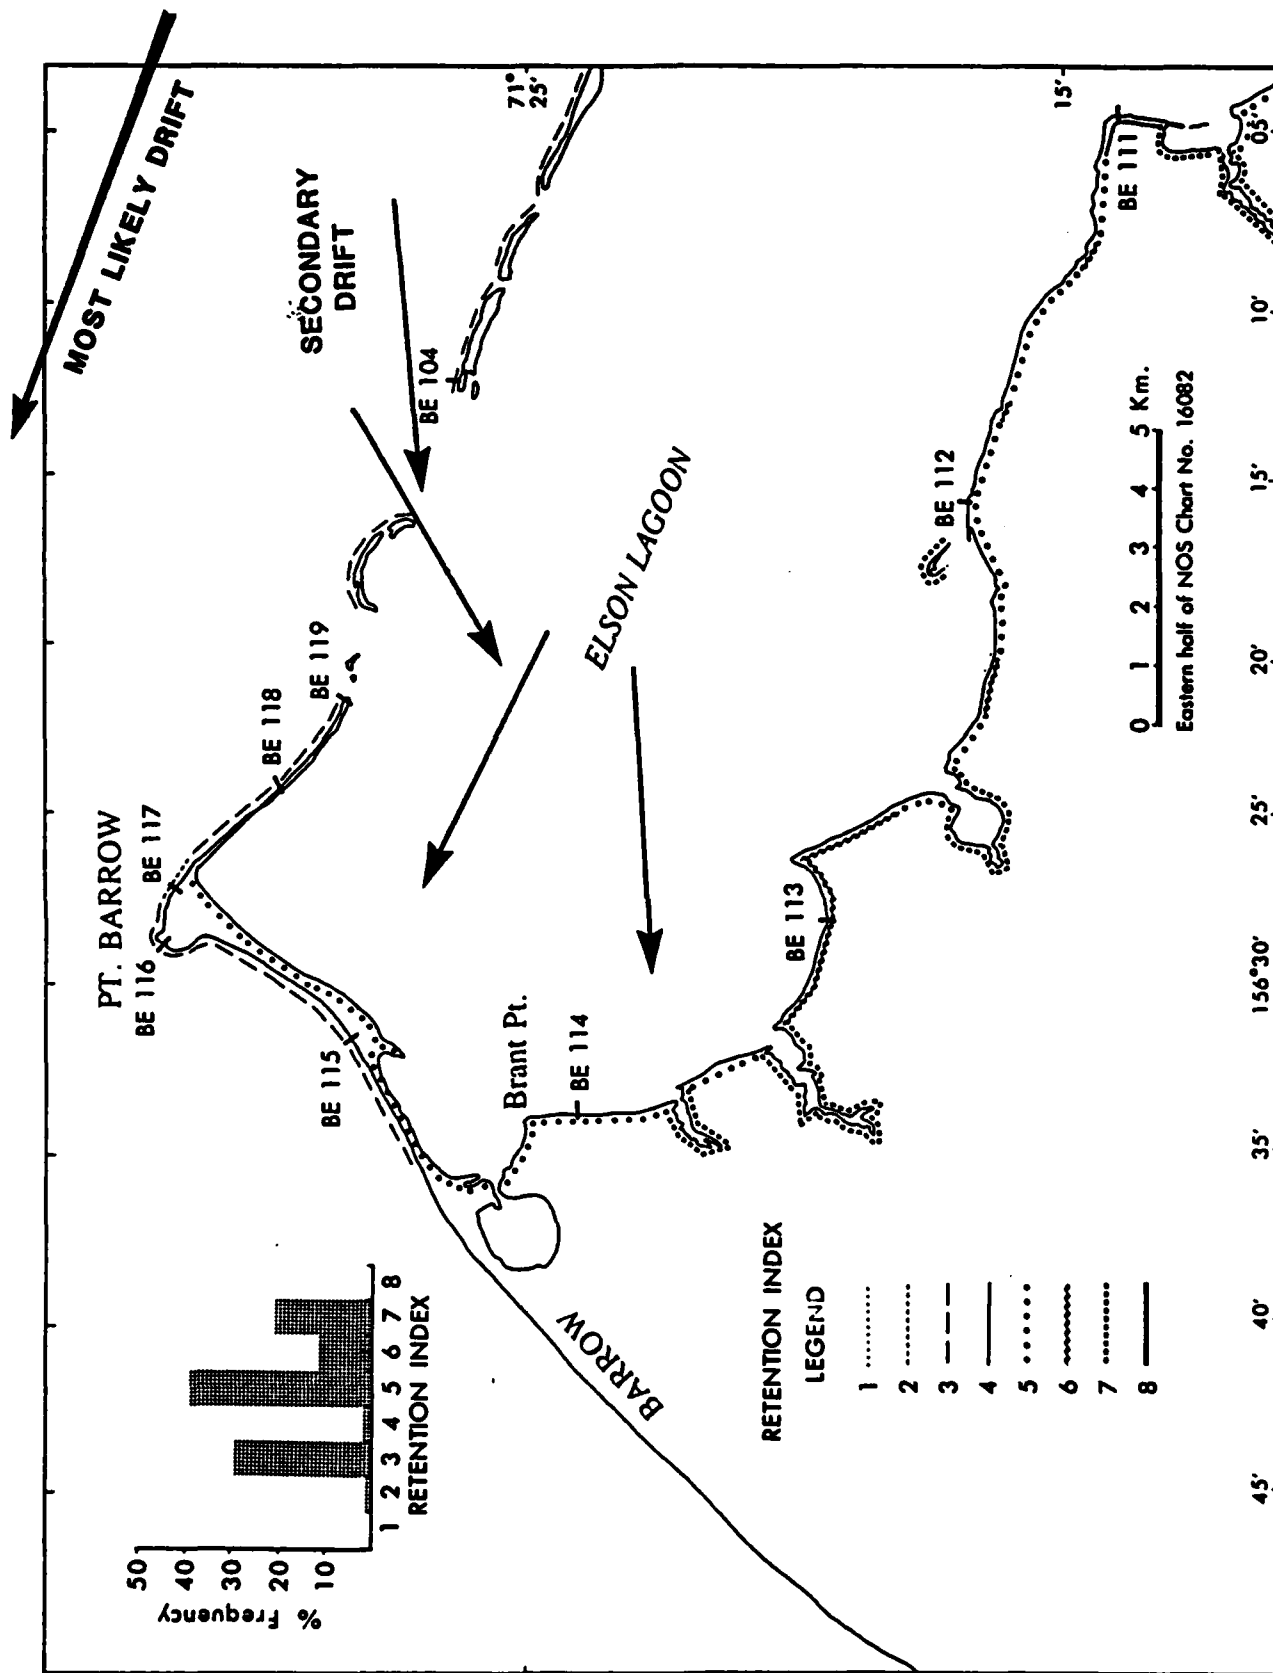 MOST LIKELY DRIFT
SECONDARY
DRIFT
71°
25'
15'
PT. BARROW
BE 116
BE 117
BE 118
BE 119
BE 104
BE 115
ELSON LAGOON
Brant Pt.
BE 114
BE 113
BE 112
BE 111
BARROW
% Frequency
50
40
30
20
10
1 2 3 4 5 6 7 8
RETENTION INDEX
RETENTION INDEX
LEGEND
1
2
3
4
5
6
7
8
0 1 2 3 4 5 Km.
Eastern half of NOS Chart No. 16082
45' 40' 35' 156°30' 25' 20' 15' 10' 05'